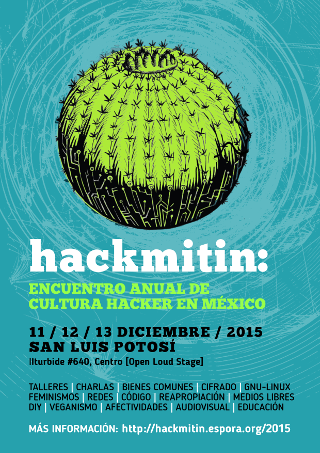 hackmitin:
ENCUENTRO ANUAL DE
CULTURA HACKER EN MÉXICO
11 / 12 / 13 DICIEMBRE / 2015
SAN LUIS POTOSÍ
Iturbide #640, Centro [Open Loud Stage]
TALLERES | CHARLAS | BIENES COMUNES | CIFRADO | GNU-LINUX
FEMINISMOS | REDES | CÓDIGO | REAPROPIACIÓN | MEDIOS LIBRES
DIY | VEGANISMO | AFECTIVIDADES | AUDIOVISUAL | EDUCACIÓN
MÁS INFORMACIÓN: http://hackmitin.espora.org/2015